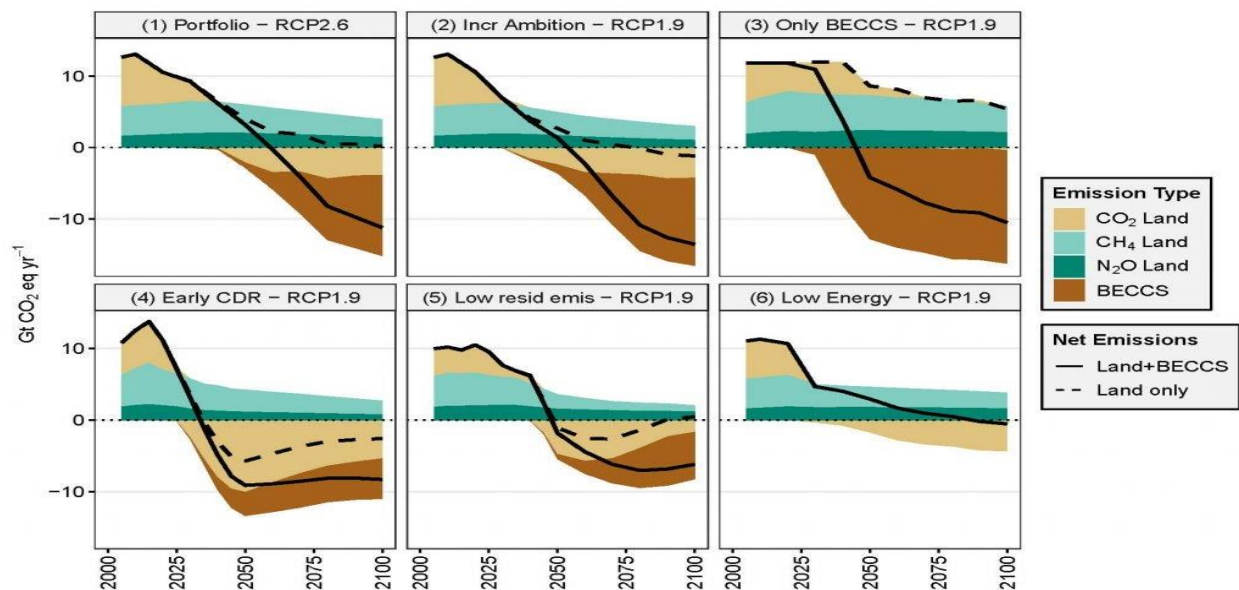 (1) Portfolio − RCP2.6
(2) Incr Ambition − RCP1.9
(3) Only BECCS − RCP1.9
10
0
−10
(4) Early CDR − RCP1.9
(5) Low resid emis − RCP1.9
(6) Low Energy − RCP1.9
10
0
−10
Gt CO₂ eq yr⁻¹
2000
2025
2050
2075
2100
2000
2025
2050
2075
2100
2000
2025
2050
2075
2100
Emission Type
CO₂ Land
CH₄ Land
N₂O Land
BECCS
Net Emissions
Land+BECCS
Land only